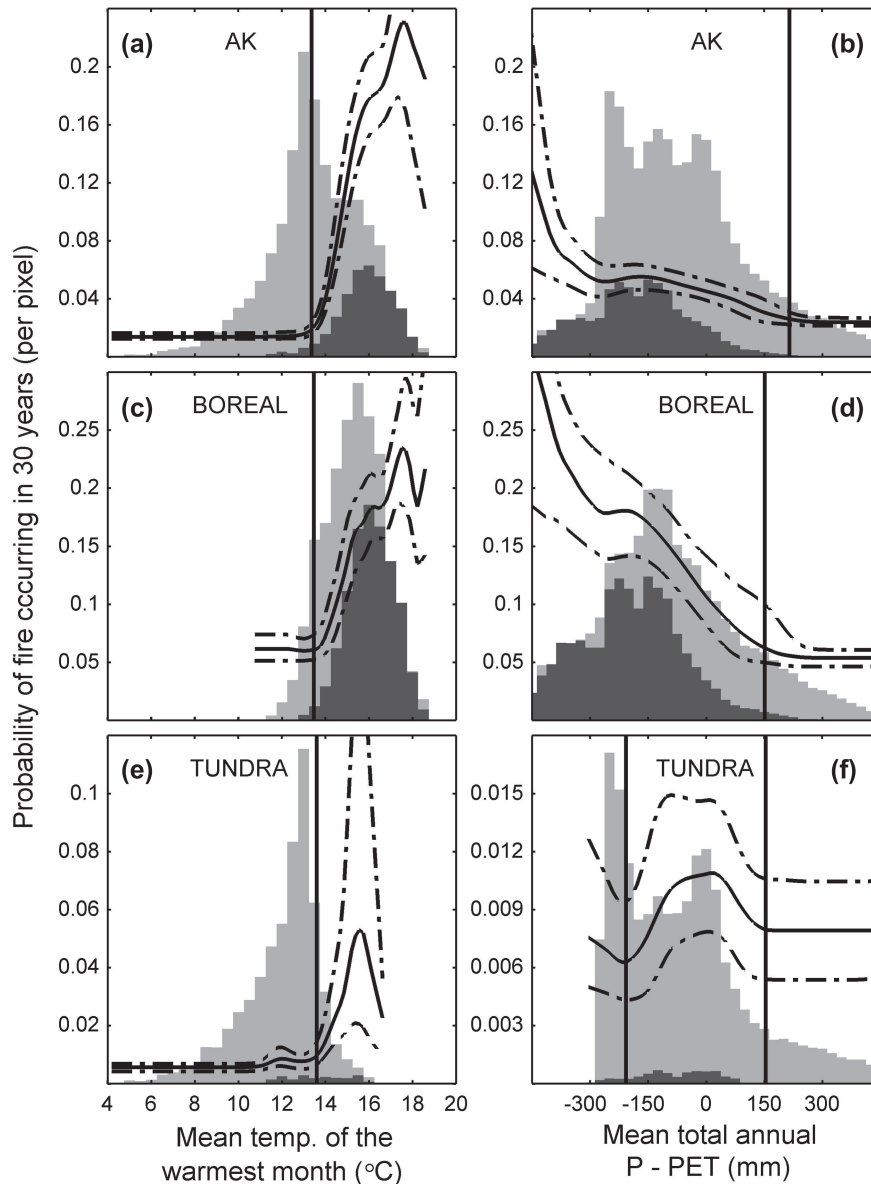 Probability of fire occurring in 30 years (per pixel)
(a) AK
0.2
0.16
0.12
0.08
0.04
AK (b)
0.2
0.16
0.12
0.08
0.04
(c) BOREAL
0.25
0.2
0.15
0.1
0.05
BOREAL (d)
0.25
0.2
0.15
0.1
0.05
(e) TUNDRA
0.1
0.08
0.06
0.04
0.02
4 6 8 10 12 14 16 18 20
Mean temp. of the
warmest month (°C)
TUNDRA (f)
0.015
0.012
0.009
0.006
0.003
-300 -150 0 150 300
Mean total annual
P - PET (mm)